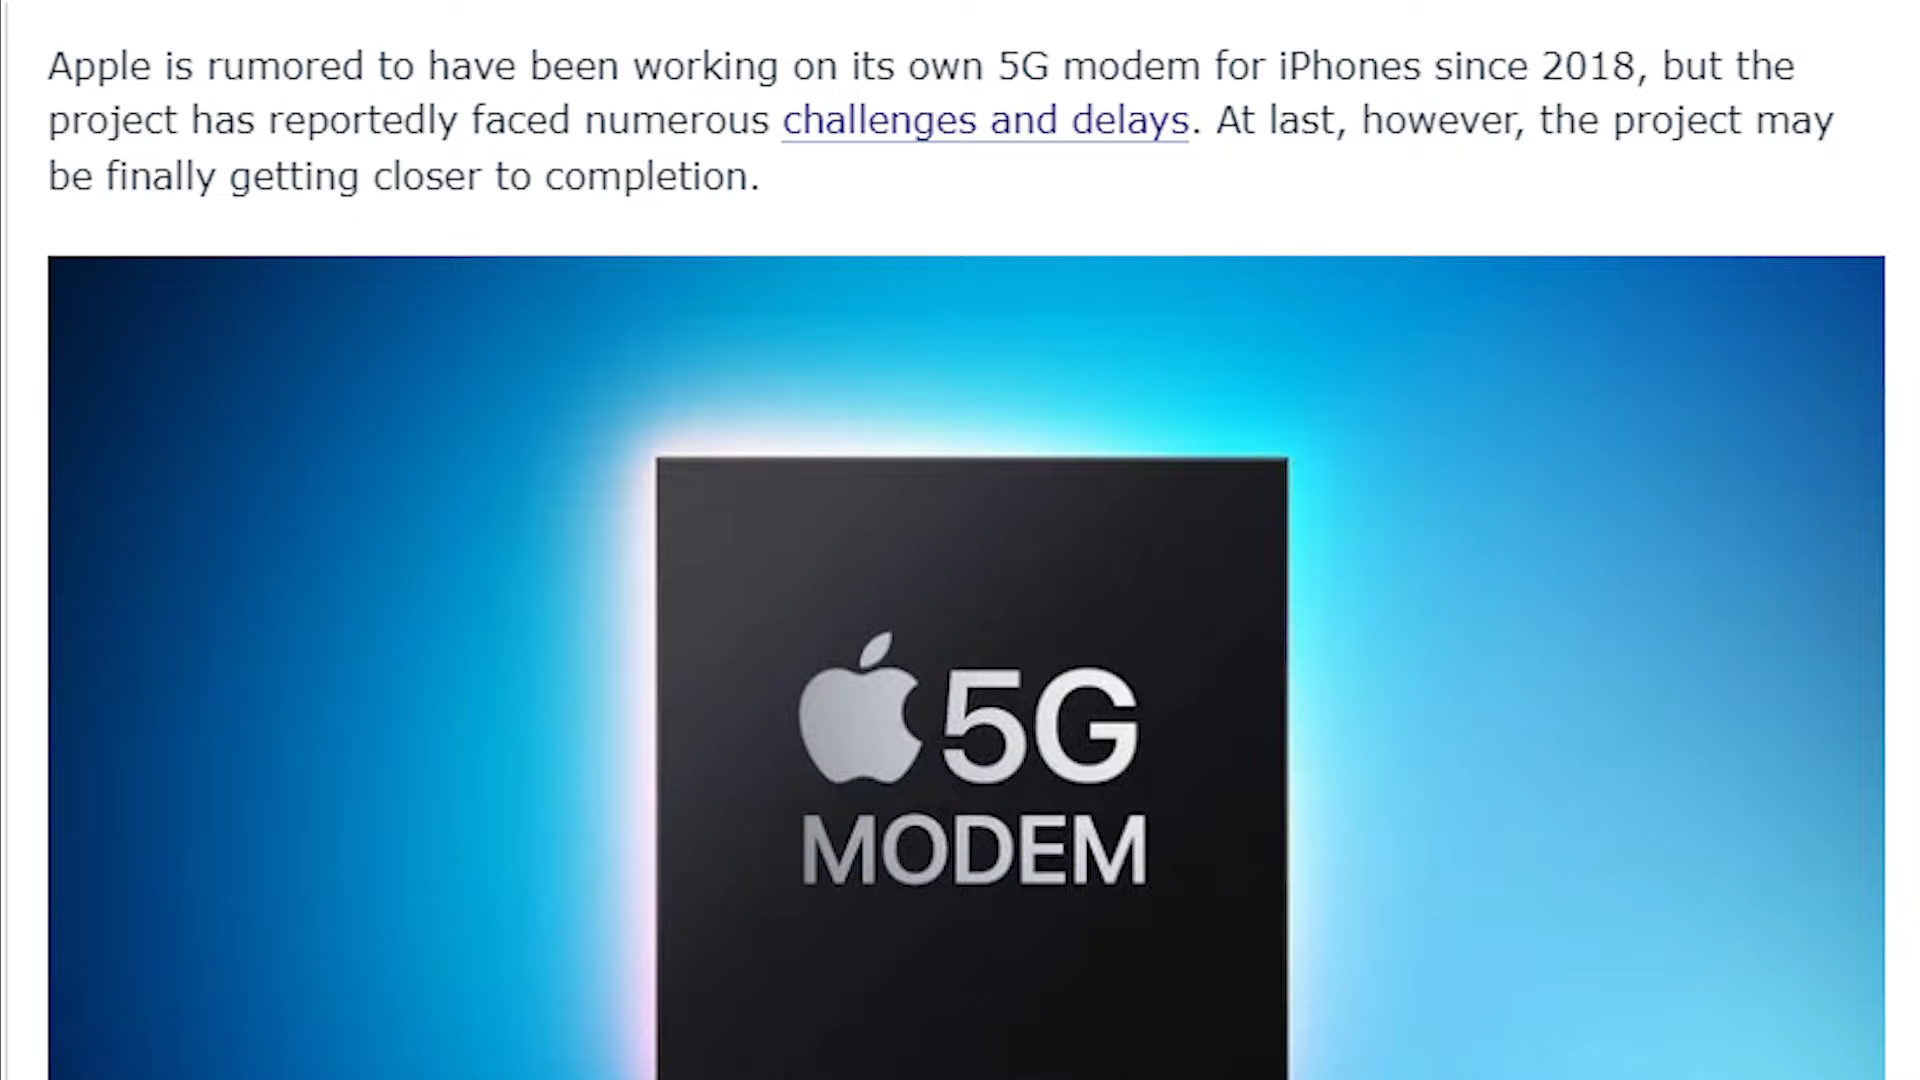 Apple is rumored to have been working on its own 5G modem for iPhones since 2018, but the
project has reportedly faced numerous challenges and delays. At last, however, the project may
be finally getting closer to completion.
5G
MODEM